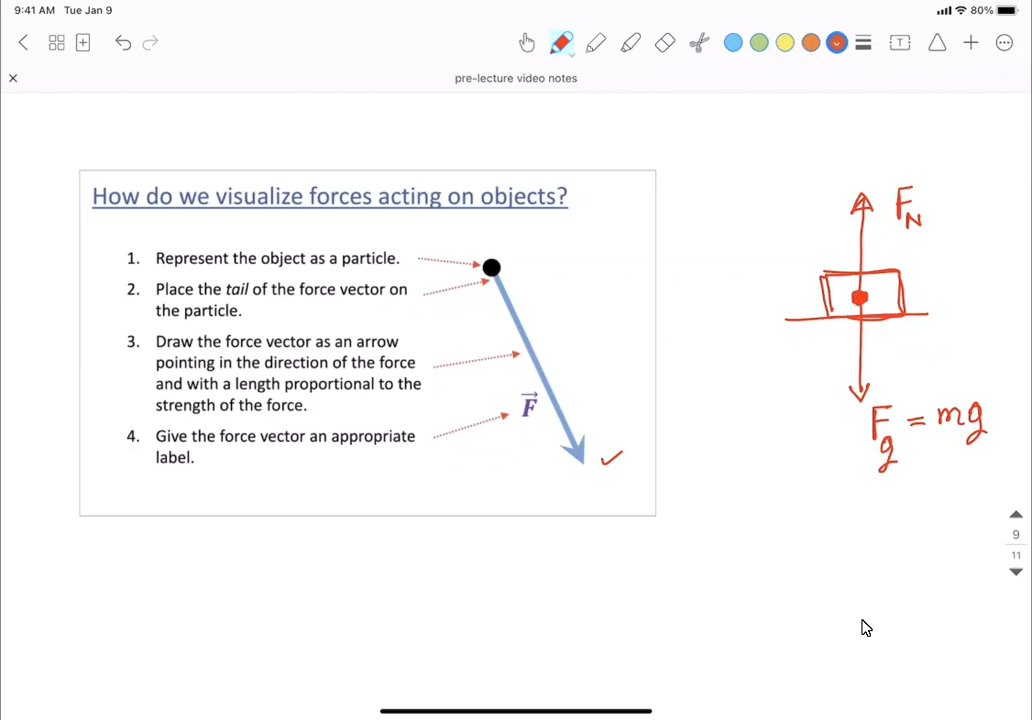 9:41 AM Tue Jan 9
80%
T
pre-lecture video notes
How do we visualize forces acting on objects?
1. Represent the object as a particle.
2. Place the tail of the force vector on
the particle.
3. Draw the force vector as an arrow
pointing in the direction of the force
and with a length proportional to the
strength of the force.
4. Give the force vector an appropriate
label.
F⃗
F_N
F_g = mg
9
11